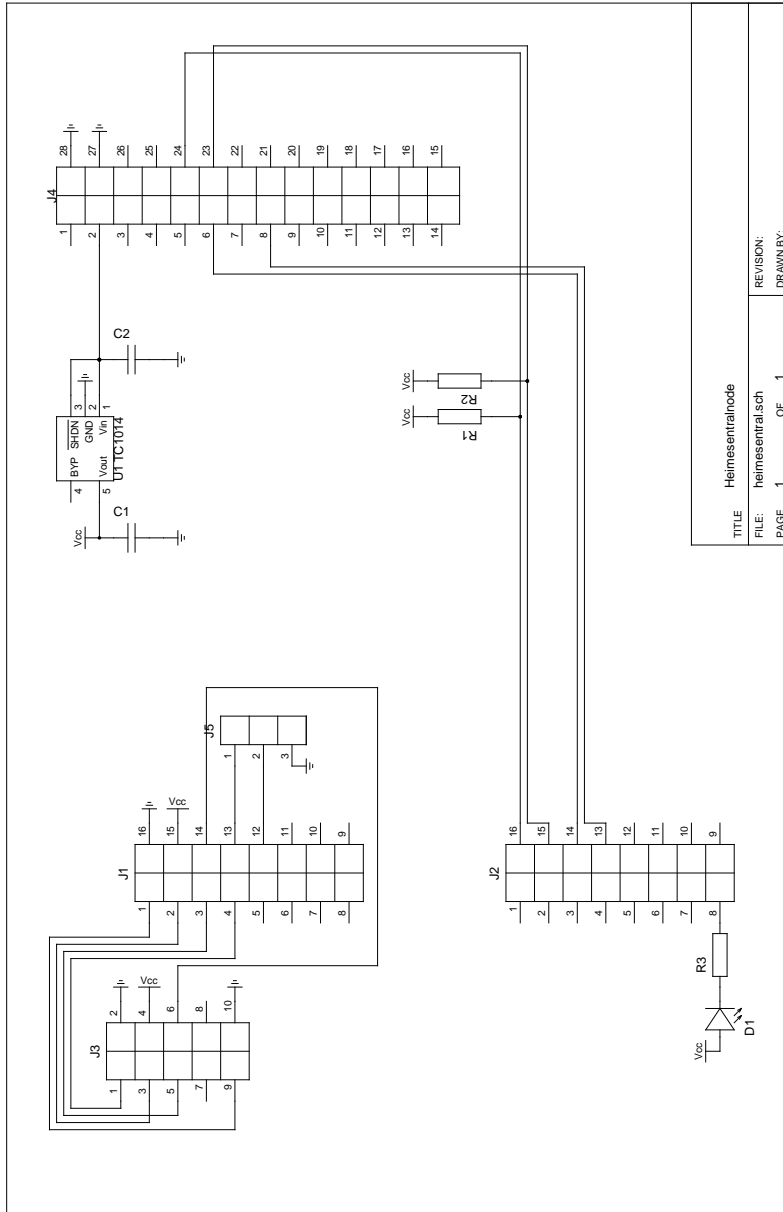 J4
28
27
26
25
24
23
22
21
20
19
18
17
16
15
1
2
3
4
5
6
7
8
9
10
11
12
13
14
C2
BYP
SHDN
GND
Vin
Vout
4
3
2
1
5
U1 TC1014
C1
Vcc
Vcc
R2
Vcc
R1
J5
1
2
3
J1
16
15
14
13
12
11
10
9
Vcc
1
2
3
4
5
6
7
8
J3
2
4
6
8
10
Vcc
1
3
5
7
9
J2
16
15
14
13
12
11
10
9
1
2
3
4
5
6
7
8
R3
D1
Vcc
TITLE
Heimesentralnode
FILE:
heimesentral.sch
REVISION:
PAGE
1
OF
1
DRAWN BY: